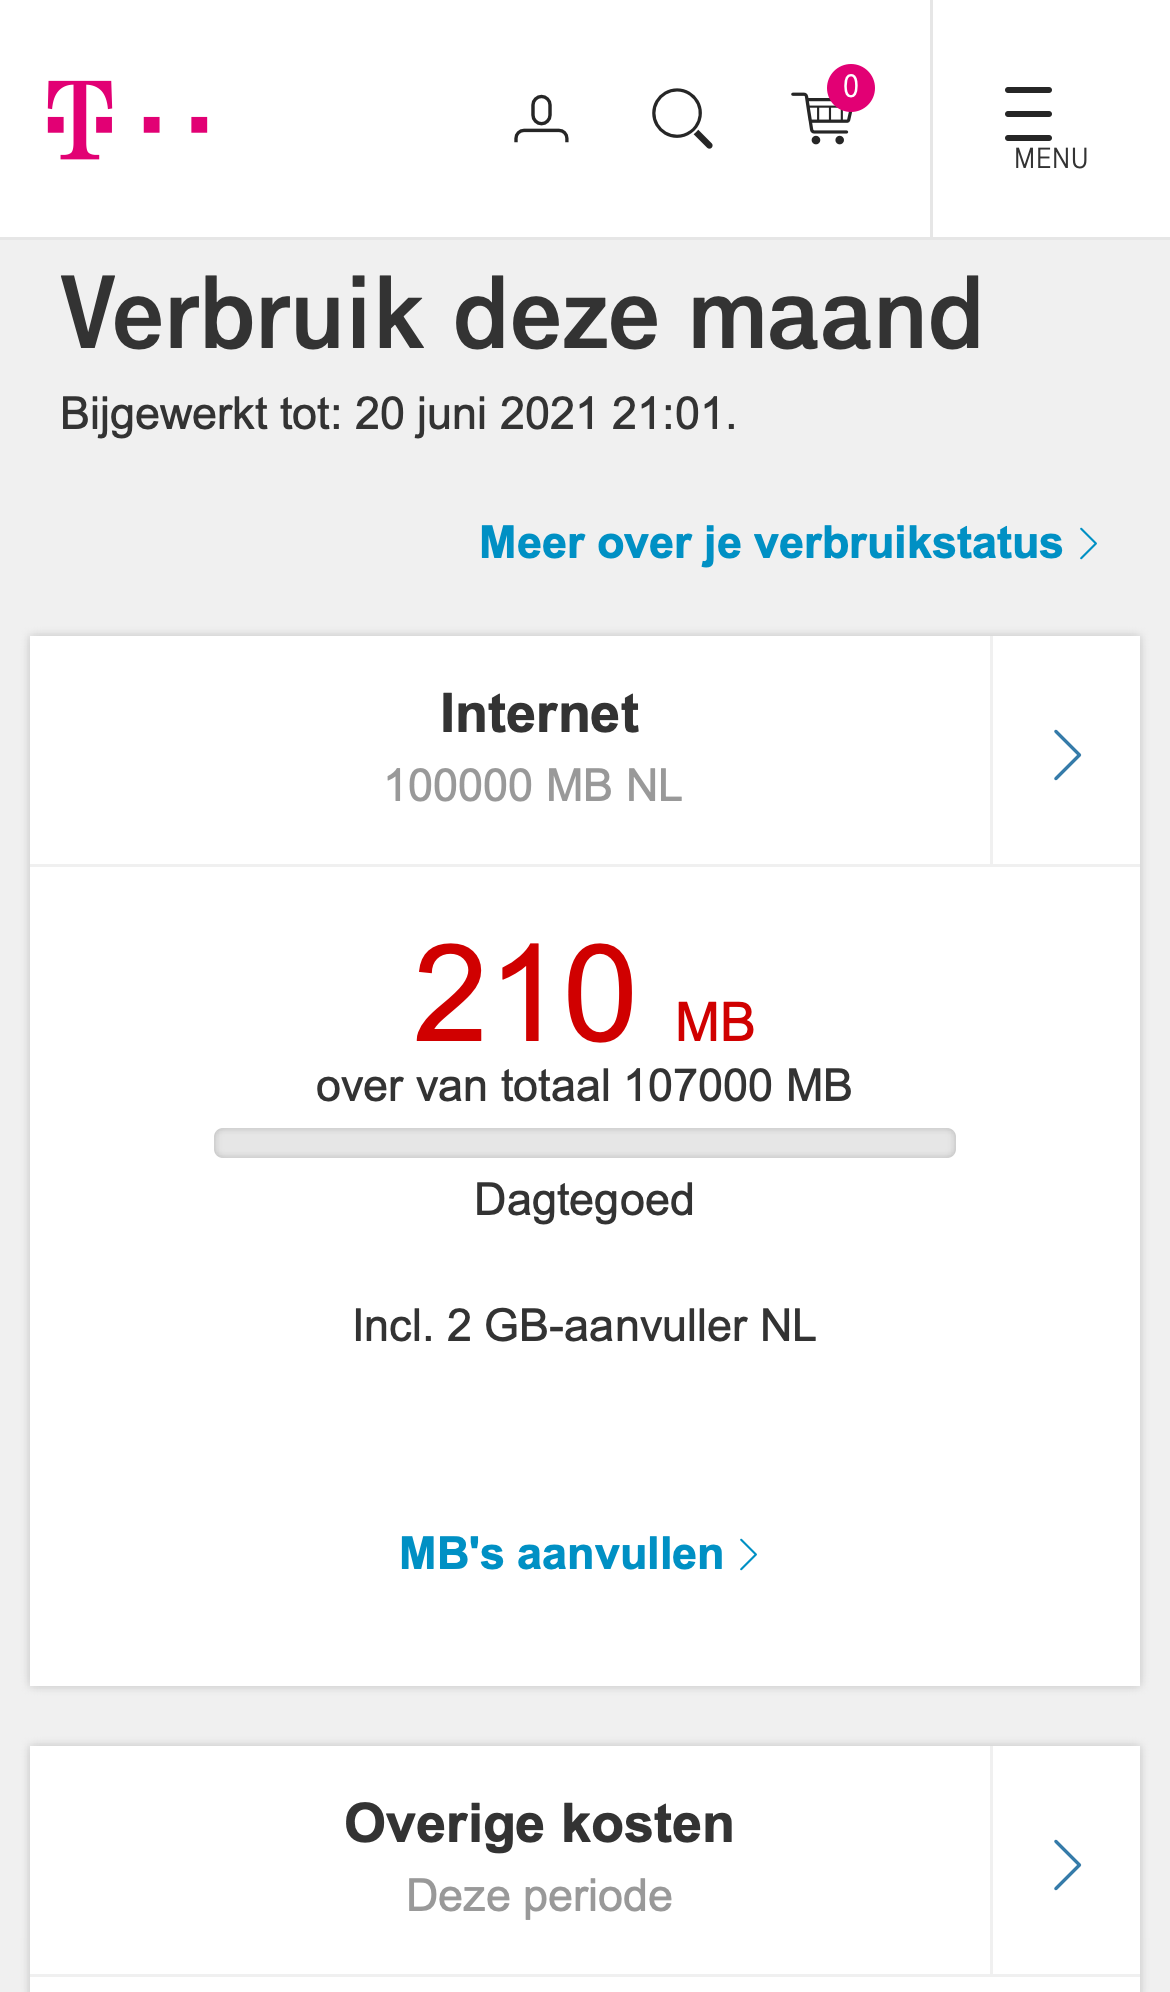 T
0
MENU
Verbruik deze maand
Bijgewerkt tot: 20 juni 2021 21:01.
Meer over je verbruikstatus
Internet
100000 MB NL
210 MB
over van totaal 107000 MB
Dagtegoed
Incl. 2 GB-aanvuller NL
MB's aanvullen
Overige kosten
Deze periode